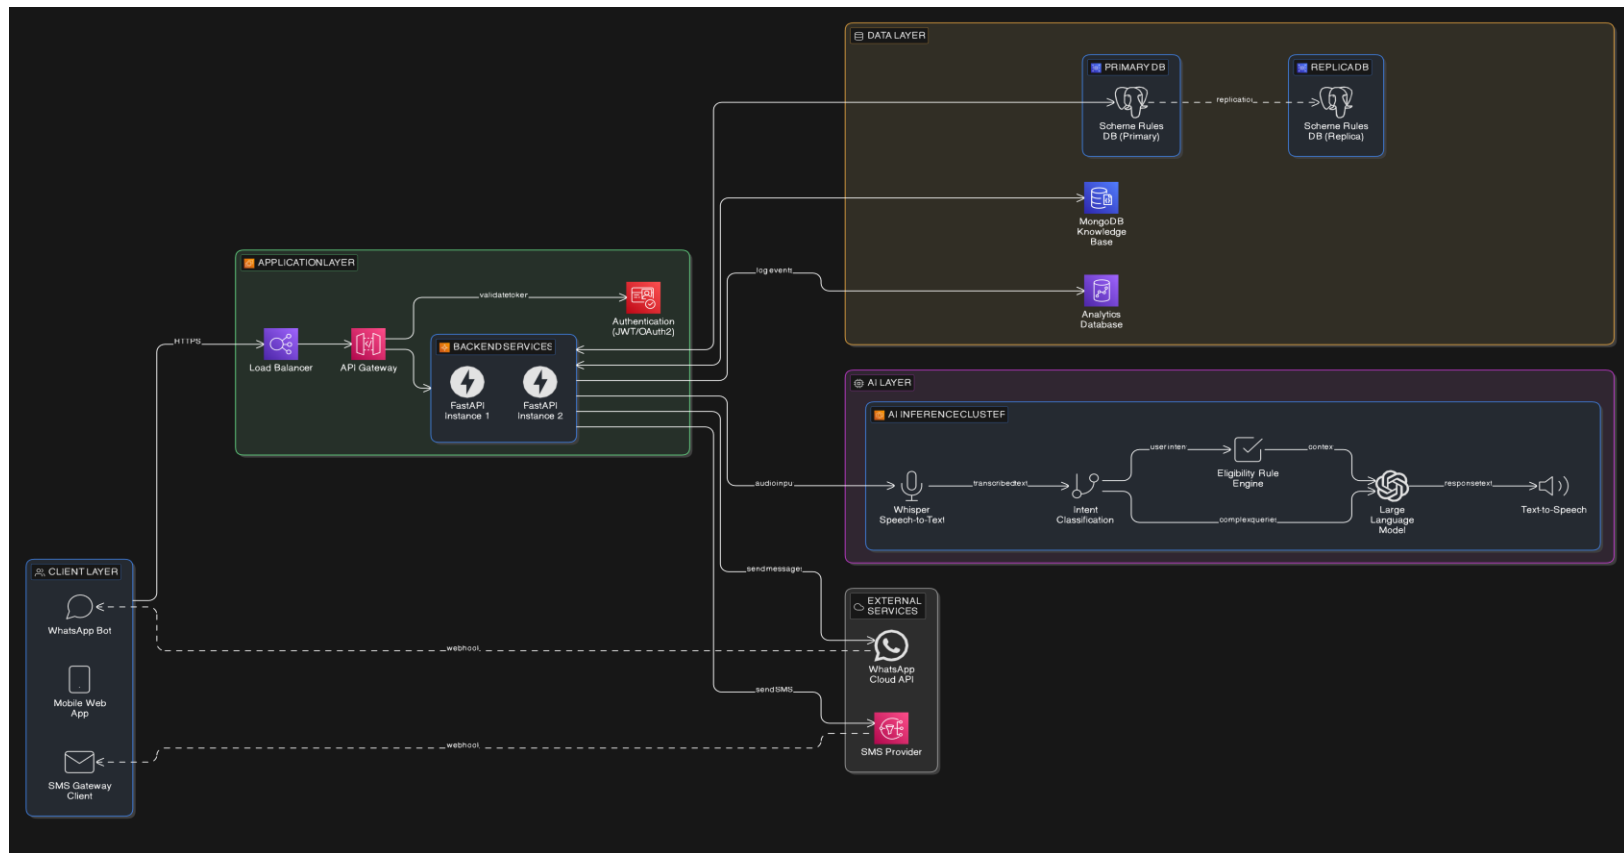 DATA LAYER
PRIMARY DB
REPLICA DB
replication
Scheme Rules
DB (Primary)
Scheme Rules
DB (Replica)
MongoDB
Knowledge
Base
log events
Analytics
Database
APPLICATION LAYER
validate token
Authentication
(JWT/OAuth2)
HTTPS
Load Balancer
API Gateway
BACKEND SERVICES
FastAPI
Instance 1
FastAPI
Instance 2
AI LAYER
AI INFERENCE CLUSTER
user intent
context
Eligibility Rule
Engine
audio input
transcribed text
response text
Whisper
Speech-to-Text
Intent
Classification
complex queries
Large
Language
Model
Text-to-Speech
CLIENT LAYER
WhatsApp Bot
Mobile Web
App
SMS Gateway
Client
send messages
webhook
send SMS
webhook
EXTERNAL
SERVICES
WhatsApp
Cloud API
SMS Provider